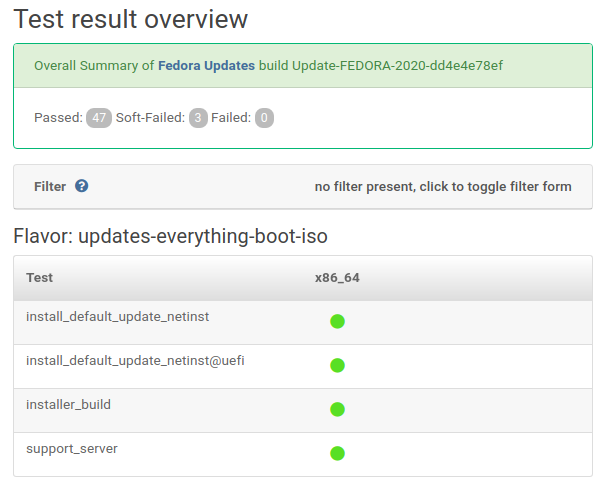 Test result overview
Overall Summary of Fedora Updates build Update-FEDORA-2020-dd4e4e78ef
Passed: 47 Soft-Failed: 3 Failed: 0
Filter ? no filter present, click to toggle filter form
Flavor: updates-everything-boot-iso
Test x86_64
install_default_update_netinst
install_default_update_netinst@uefi
installer_build
support_server